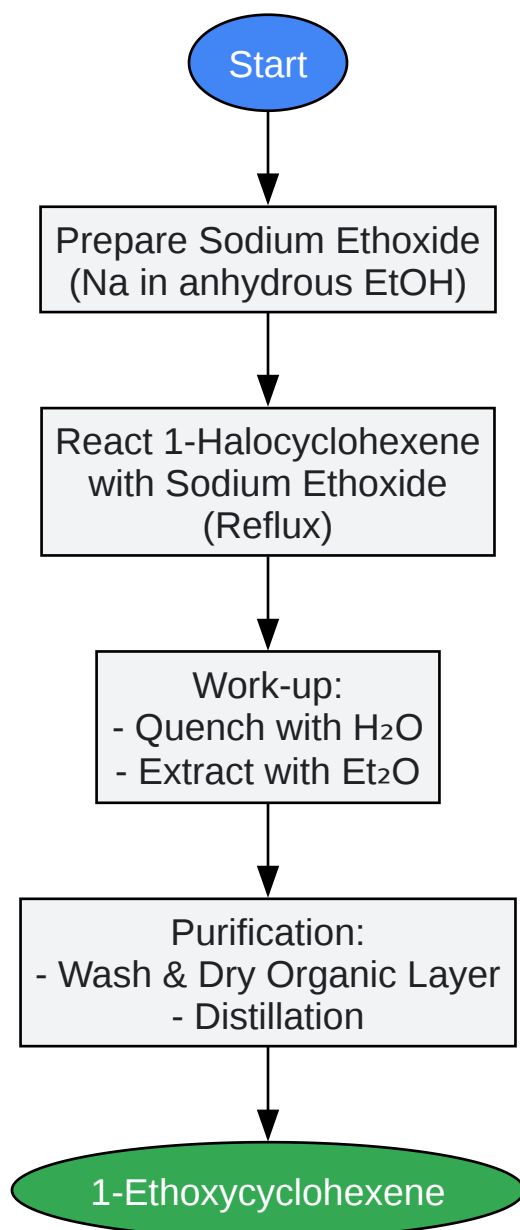 Start
Prepare Sodium Ethoxide
(Na in anhydrous EtOH)
React 1-Halocyclohexene
with Sodium Ethoxide
(Reflux)
Work-up:
- Quench with H₂O
- Extract with Et₂O
Purification:
- Wash & Dry Organic Layer
- Distillation
1-Ethoxycyclohexene